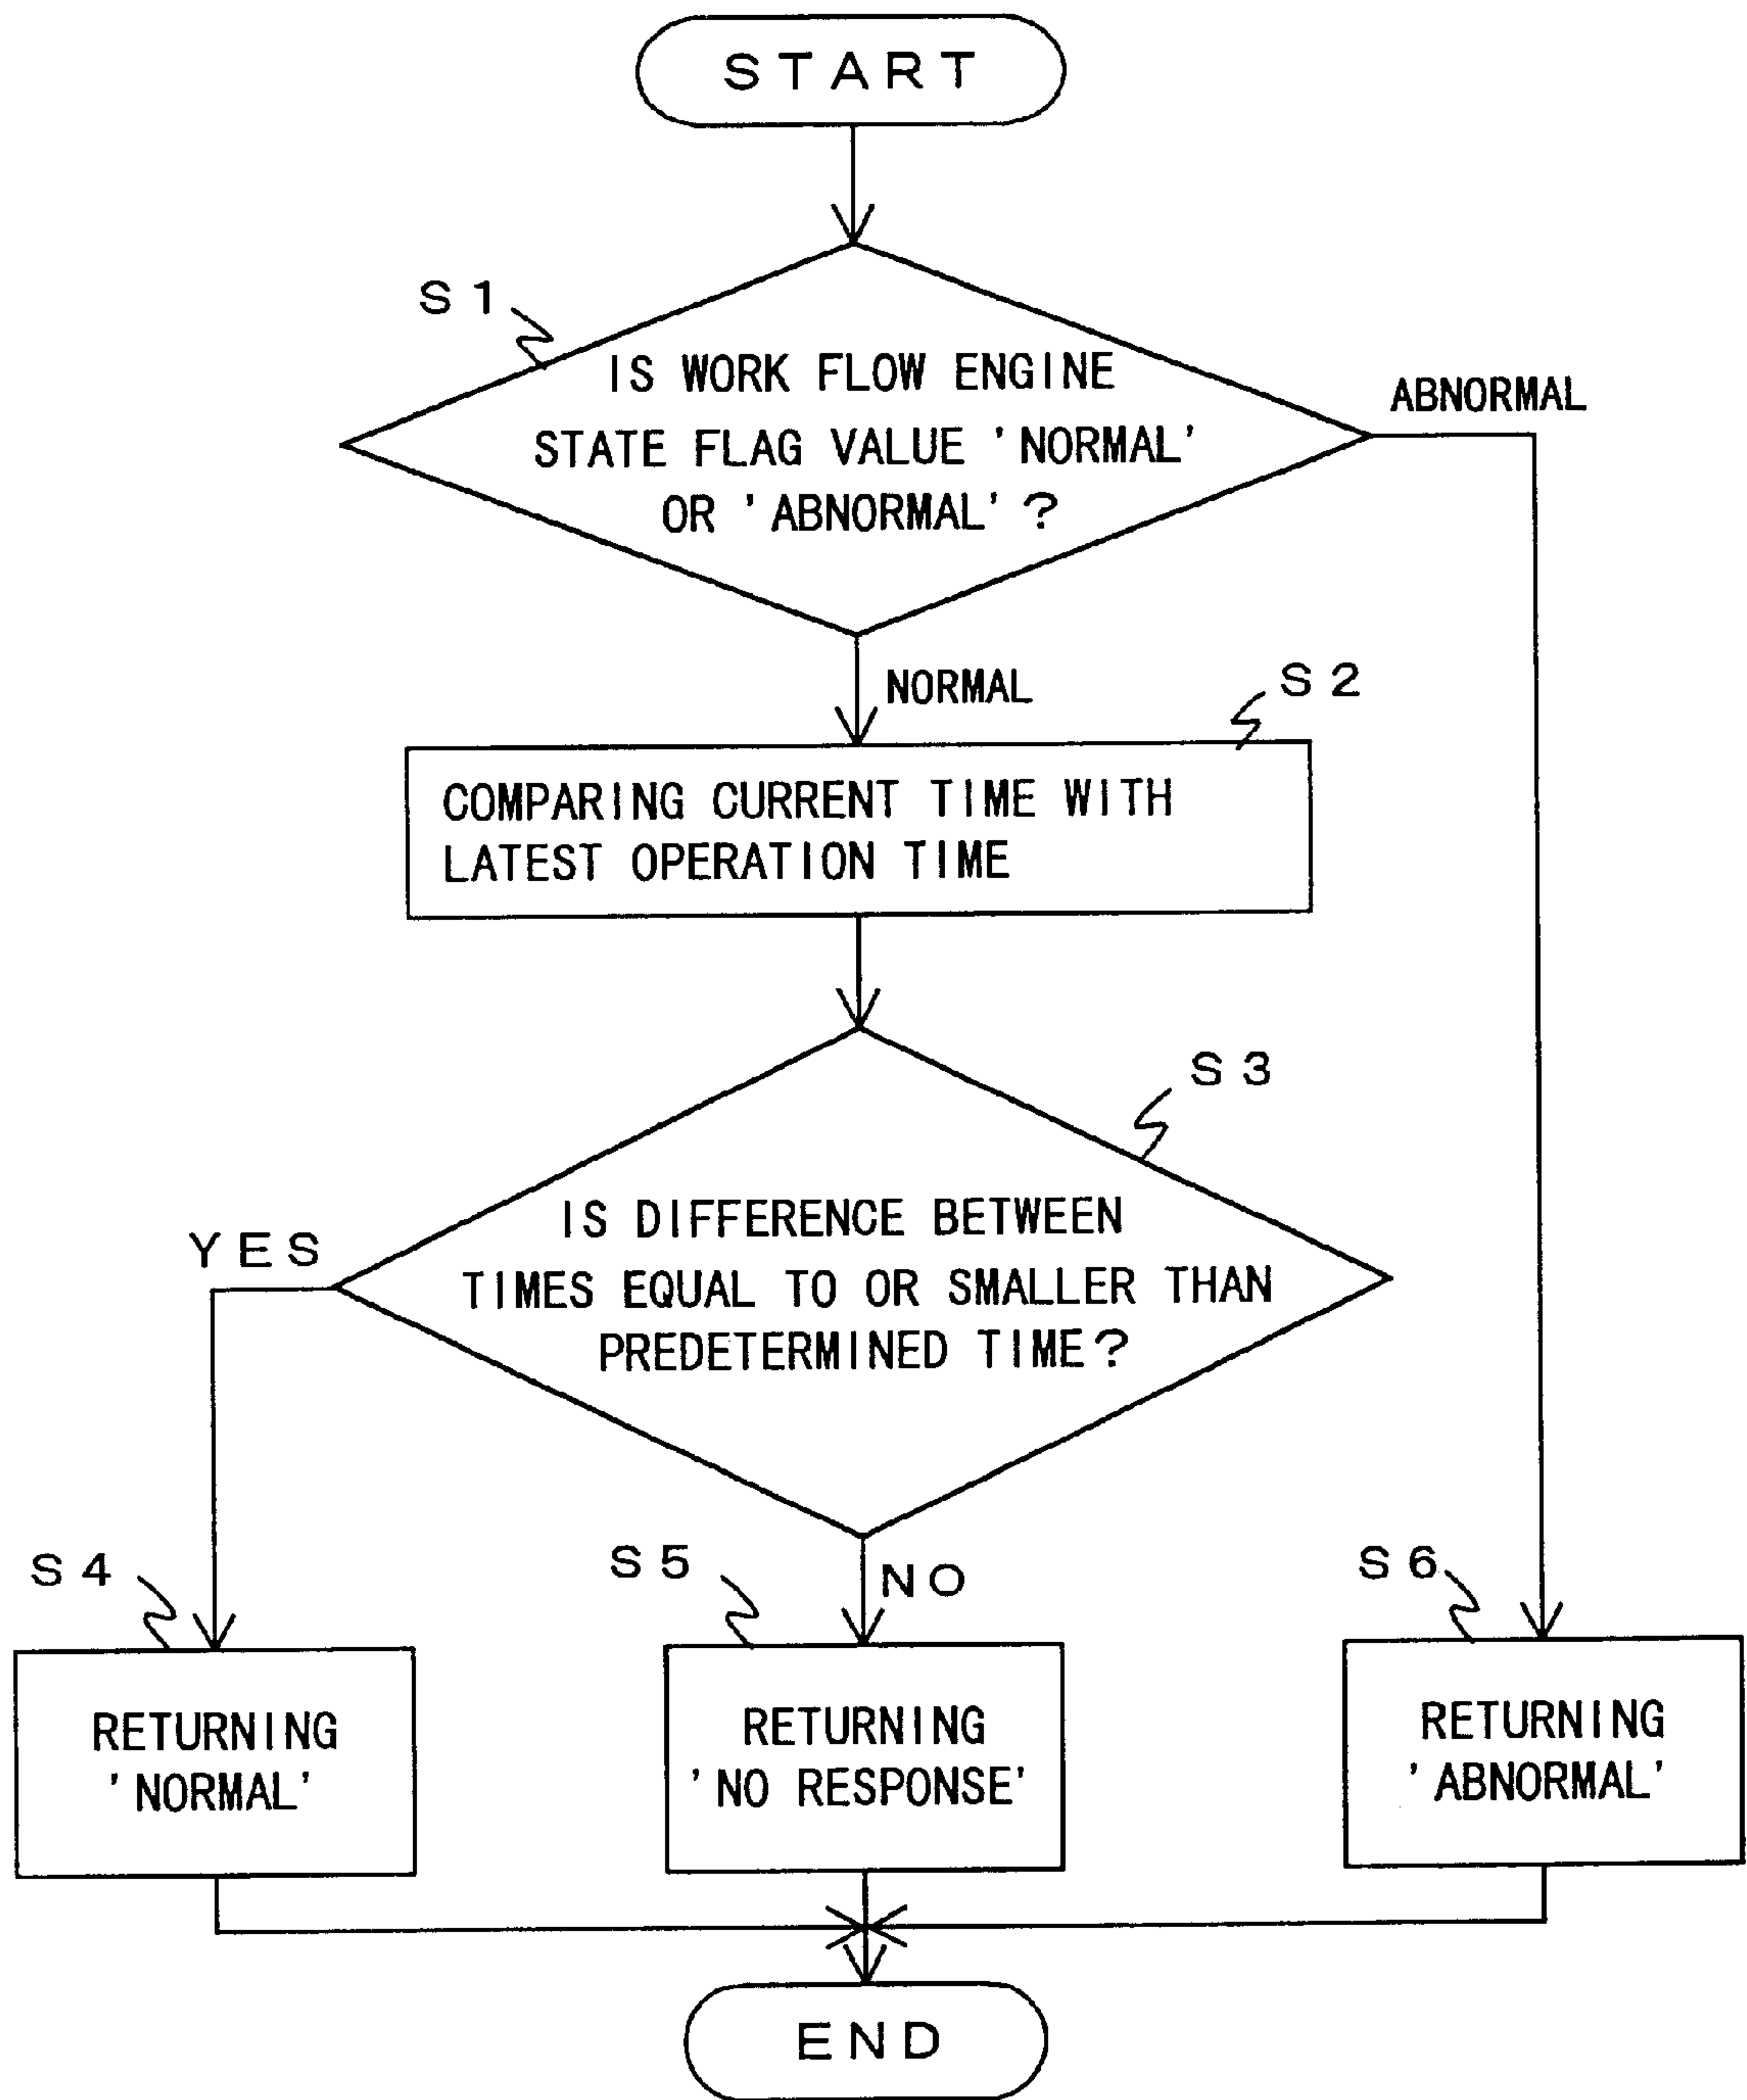 START
S1
IS WORK FLOW ENGINE
STATE FLAG VALUE 'NORMAL'
OR 'ABNORMAL' ?
ABNORMAL
NORMAL
S2
COMPARING CURRENT TIME WITH
LATEST OPERATION TIME
S3
IS DIFFERENCE BETWEEN
TIMES EQUAL TO OR SMALLER THAN
PREDETERMINED TIME?
YES
NO
S4
RETURNING
'NORMAL'
S5
RETURNING
'NO RESPONSE'
S6
RETURNING
'ABNORMAL'
END